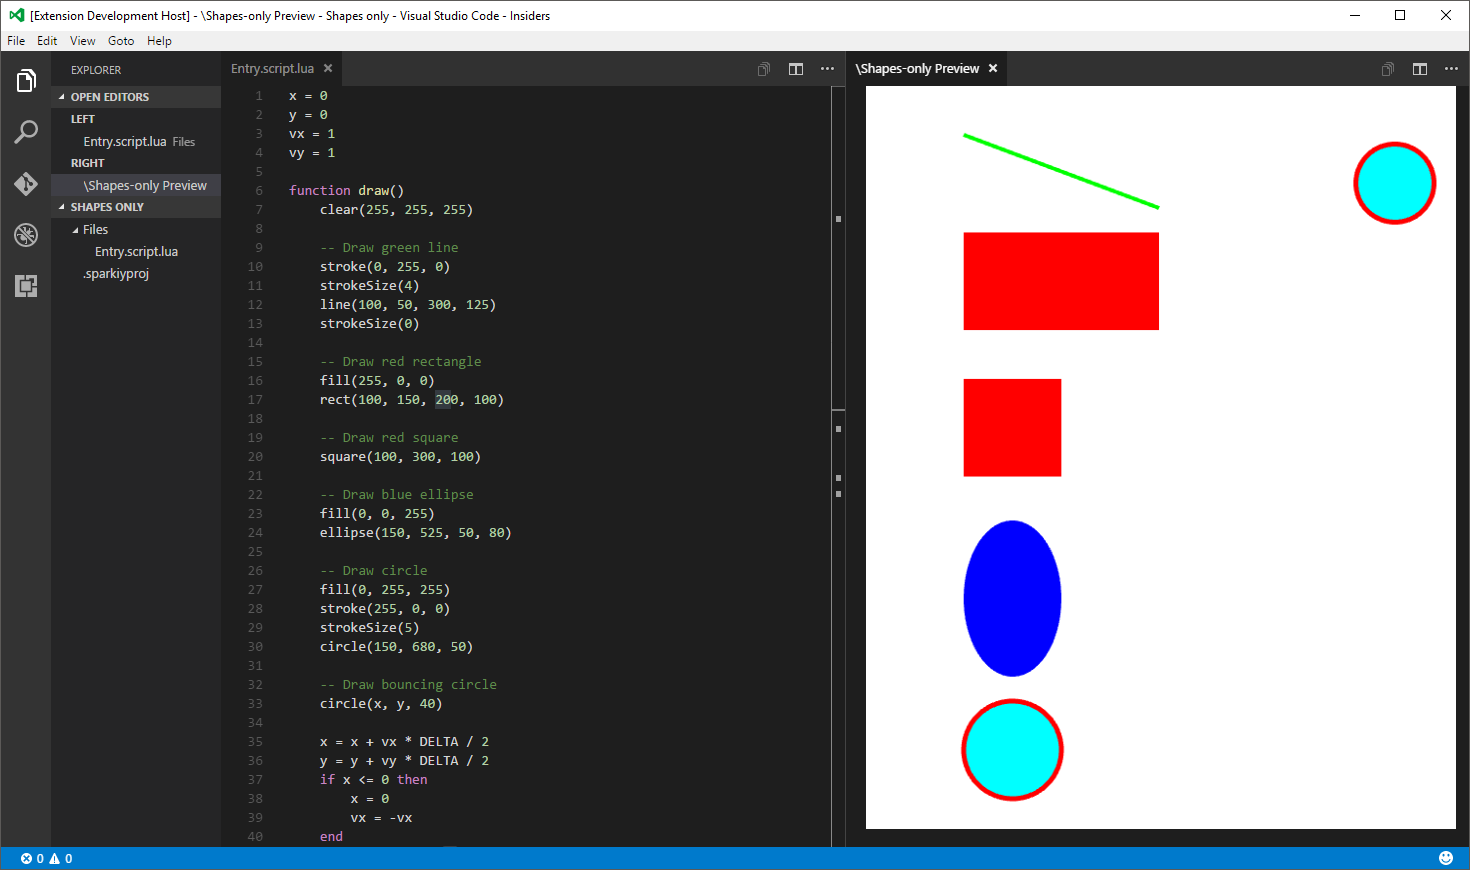 [Extension Development Host] - \Shapes-only Preview - Shapes only - Visual Studio Code - Insiders
File Edit View Goto Help
EXPLORER
OPEN EDITORS
LEFT
Entry.script.lua Files
RIGHT
\Shapes-only Preview
SHAPES ONLY
Files
Entry.script.lua
.sparkiyproj
Entry.script.lua
1 x = 0
2 y = 0
3 vx = 1
4 vy = 1
5
6 function draw()
7     clear(255, 255, 255)
8
9     -- Draw green line
10     stroke(0, 255, 0)
11     strokeSize(4)
12     line(100, 50, 300, 125)
13     strokeSize(0)
14
15     -- Draw red rectangle
16     fill(255, 0, 0)
17     rect(100, 150, 200, 100)
18
19     -- Draw red square
20     square(100, 300, 100)
21
22     -- Draw blue ellipse
23     fill(0, 0, 255)
24     ellipse(150, 525, 50, 80)
25
26     -- Draw circle
27     fill(0, 255, 255)
28     stroke(255, 0, 0)
29     strokeSize(5)
30     circle(150, 680, 50)
31
32     -- Draw bouncing circle
33     circle(x, y, 40)
34
35     x = x + vx * DELTA / 2
36     y = y + vy * DELTA / 2
37     if x <= 0 then
38         x = 0
39         vx = -vx
40     end
\Shapes-only Preview
0 0